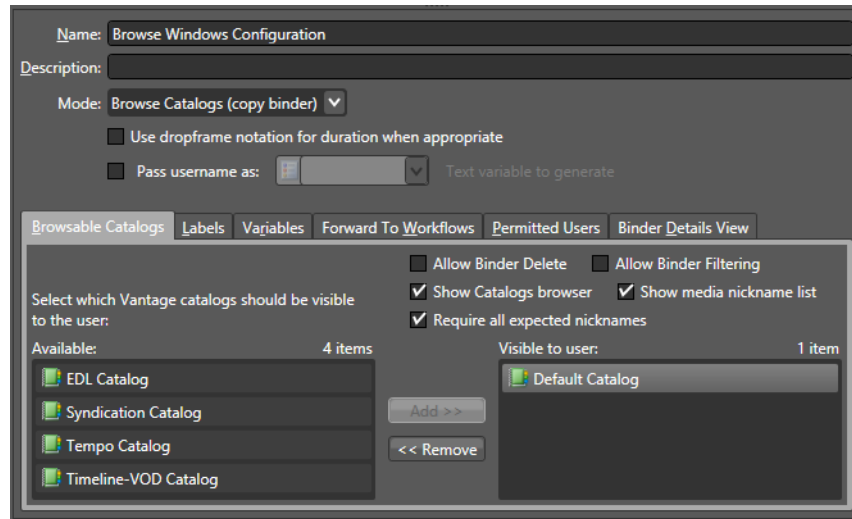 Name: Browse Windows Configuration
Description:
Mode: Browse Catalogs (copy binder)
Use dropframe notation for duration when appropriate
Pass username as: Text variable to generate
Browsable Catalogs Labels Variables Forward To Workflows Permitted Users Binder Details View
Allow Binder Delete Allow Binder Filtering
Select which Vantage catalogs should be visible
to the user:
Show Catalogs browser Show media nickname list
Require all expected nicknames
Available: 4 items
EDL Catalog
Syndication Catalog
Tempo Catalog
Timeline-VOD Catalog
Add >>
<< Remove
Visible to user: 1 item
Default Catalog